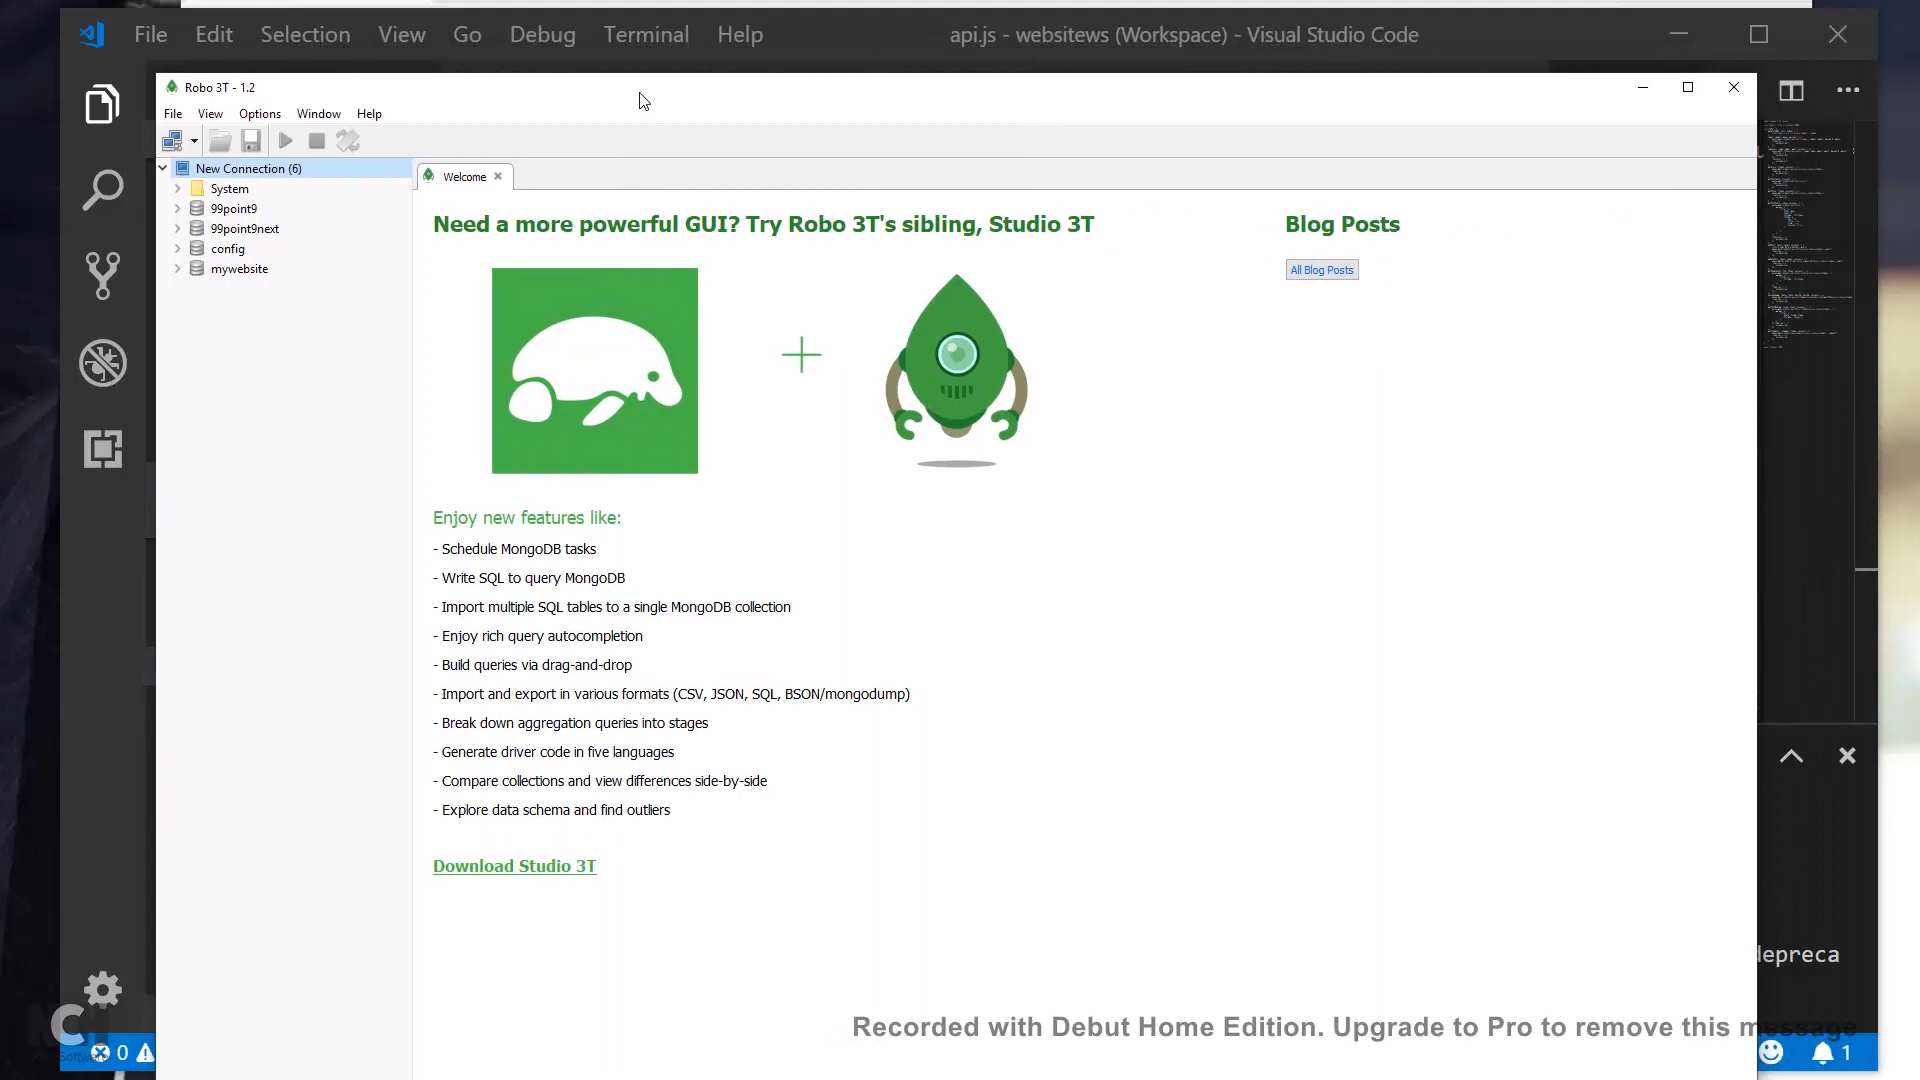 File Edit Selection View Go Debug Terminal Help
api.js - websitews (Workspace) - Visual Studio Code
Robo 3T - 1.2
File View Options Window Help
New Connection (6)
System
99point9
99point9next
config
mywebsite
Welcome
Need a more powerful GUI? Try Robo 3T's sibling, Studio 3T
Enjoy new features like:
- Schedule MongoDB tasks
- Write SQL to query MongoDB
- Import multiple SQL tables to a single MongoDB collection
- Enjoy rich query autocompletion
- Build queries via drag-and-drop
- Import and export in various formats (CSV, JSON, SQL, BSON/mongodump)
- Break down aggregation queries into stages
- Generate driver code in five languages
- Compare collections and view differences side-by-side
- Explore data schema and find outliers
Download Studio 3T
Blog Posts
All Blog Posts
depreca
Recorded with Debut Home Edition. Upgrade to Pro to remove this message
0
1